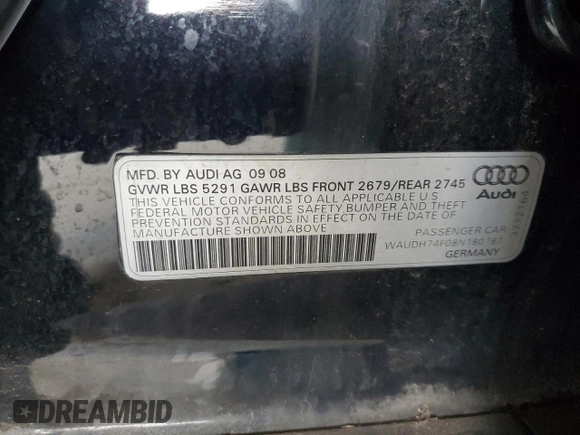 MFD. BY AUDI AG 09 08
GVWR LBS 5291 GAWR LBS FRONT 2679/REAR 2745
THIS VEHICLE CONFORMS TO ALL APPLICABLE U S
FEDERAL MOTOR VEHICLE SAFETY BUMPER AND THEFT
PREVENTION STANDARDS IN EFFECT ON THE DATE OF
MANUFACTURE SHOWN ABOVE
Audi
PASSENGER CAR
WAUDH74F08N180187
GERMANY
DREAMBID